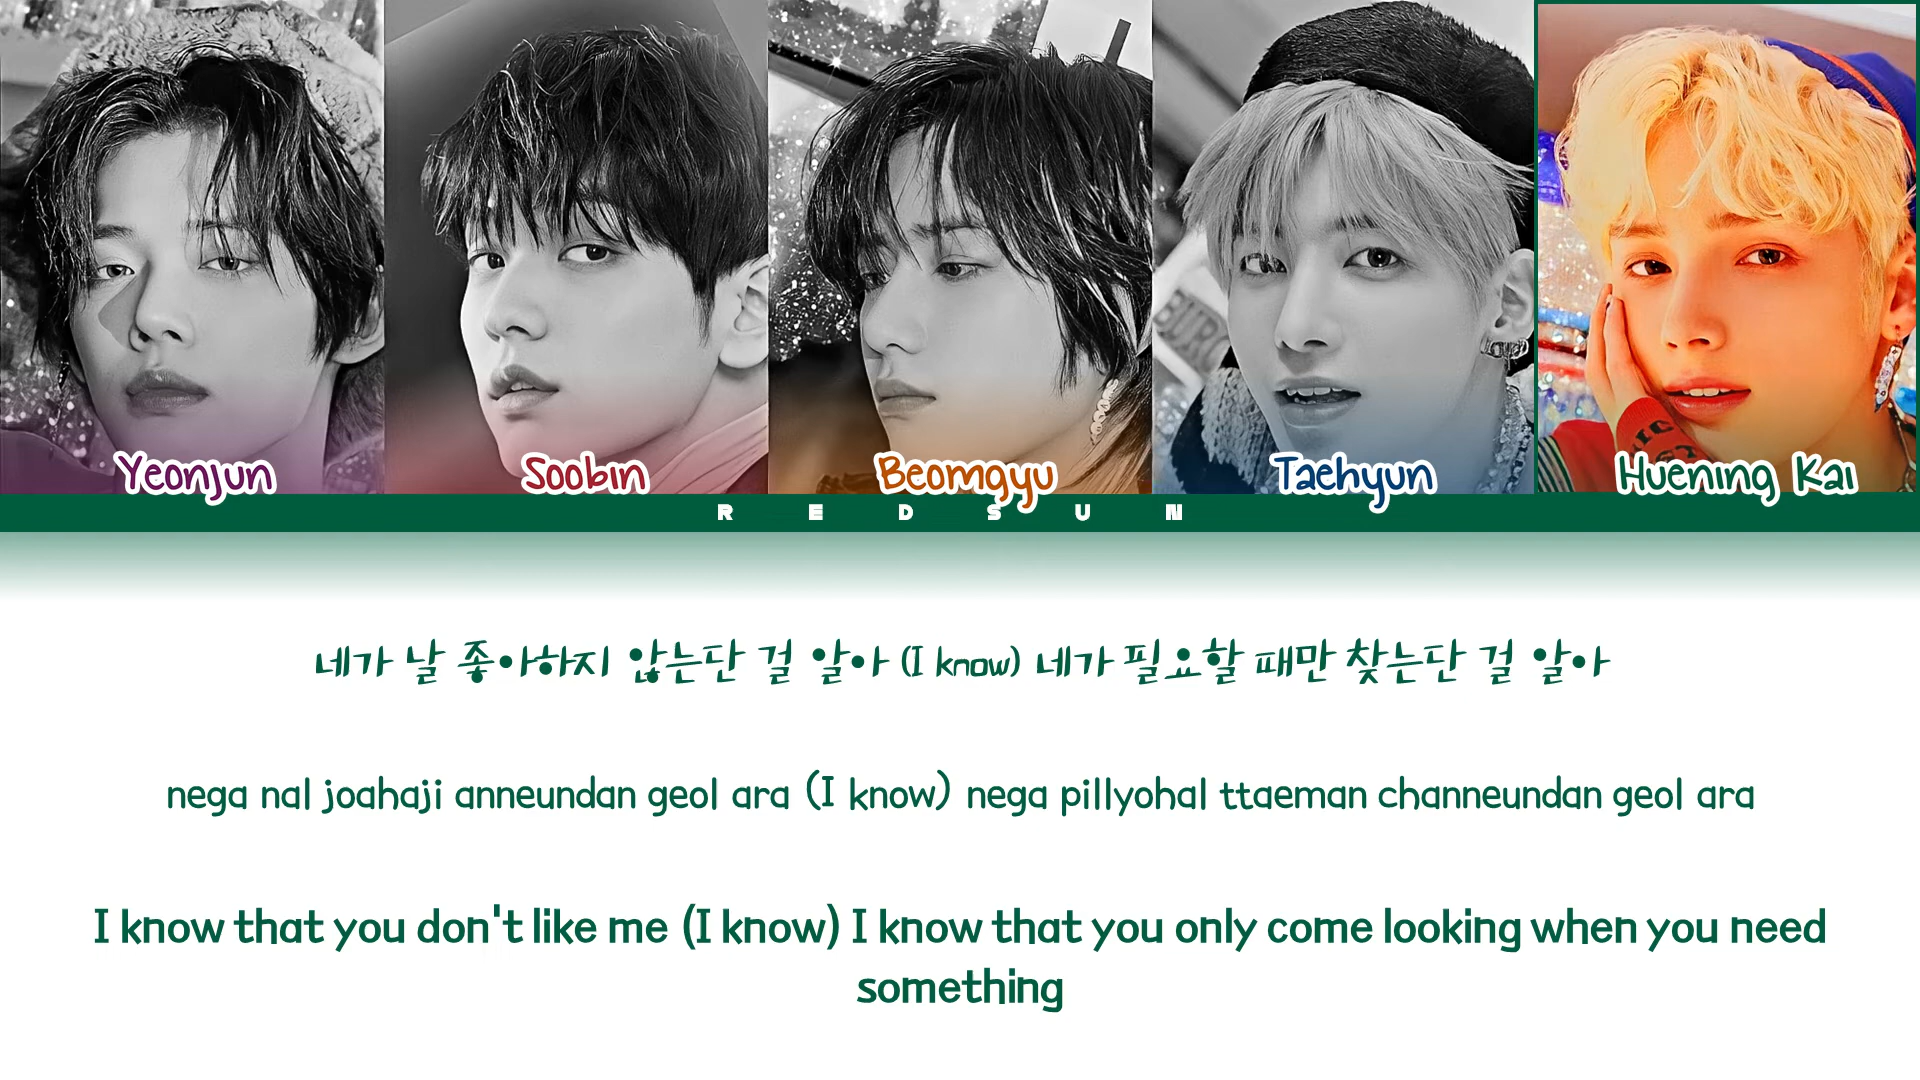 Yeonjun
Soobin
Beomgyu
Taehyun
Huening Kai
REDSUN
네가 날 좋아하지 않는단 걸 알아 (I know) 네가 필요할 때만 찾는단 걸 알아
nega nal joahaji anneundan geol ara (I know) nega pillyohal ttaeman channeundan geol ara
I know that you don't like me (I know) I know that you only come looking when you need
something